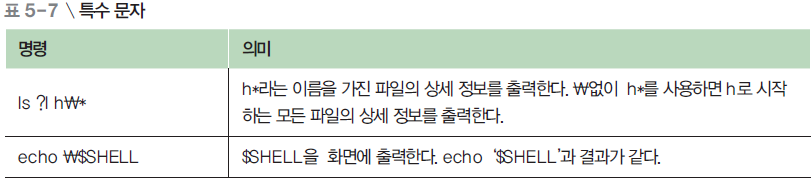 표 5-7 \ 특수 문자
명령 의미
ls ?l h₩* h*라는 이름을 가진 파일의 상세 정보를 출력한다. ₩없이 h*를 사용하면 h로 시작
하는 모든 파일의 상세 정보를 출력한다.
echo ₩$SHELL $SHELL을 화면에 출력한다. echo ‘$SHELL’과 결과가 같다.